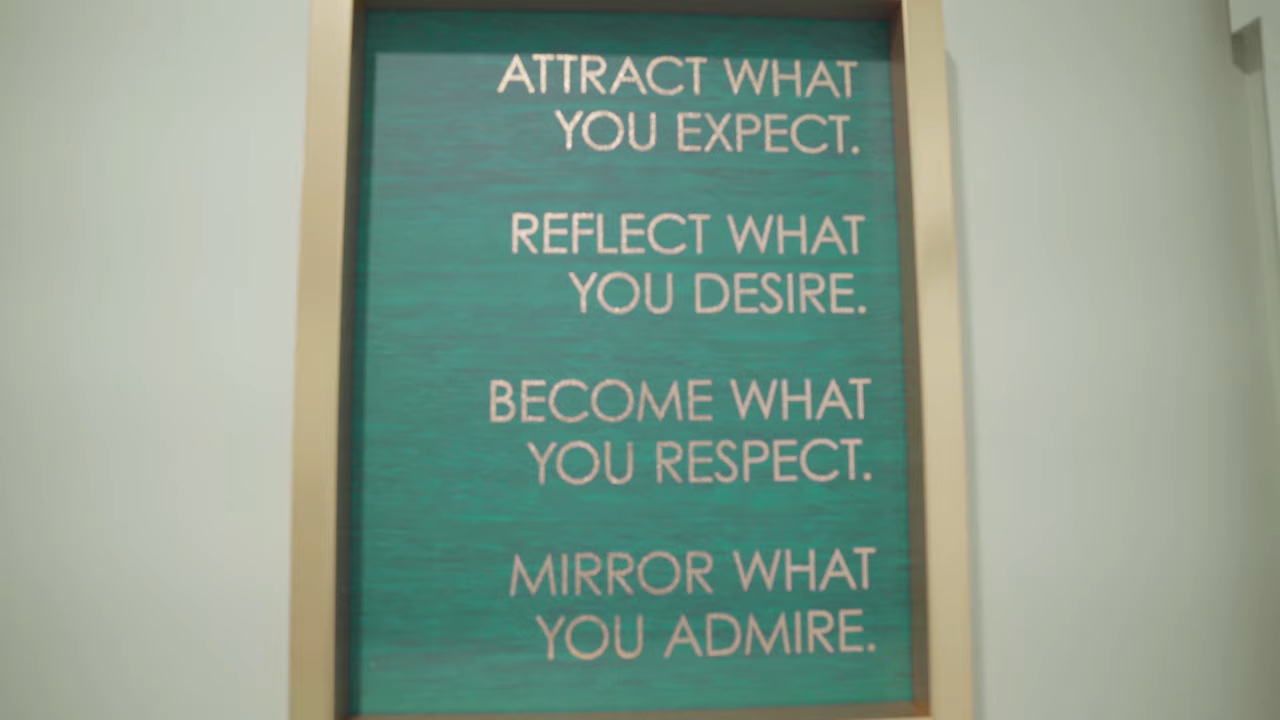 ATTRACT WHAT
YOU EXPECT.
REFLECT WHAT
YOU DESIRE.
BECOME WHAT
YOU RESPECT.
MIRROR WHAT
YOU ADMIRE.